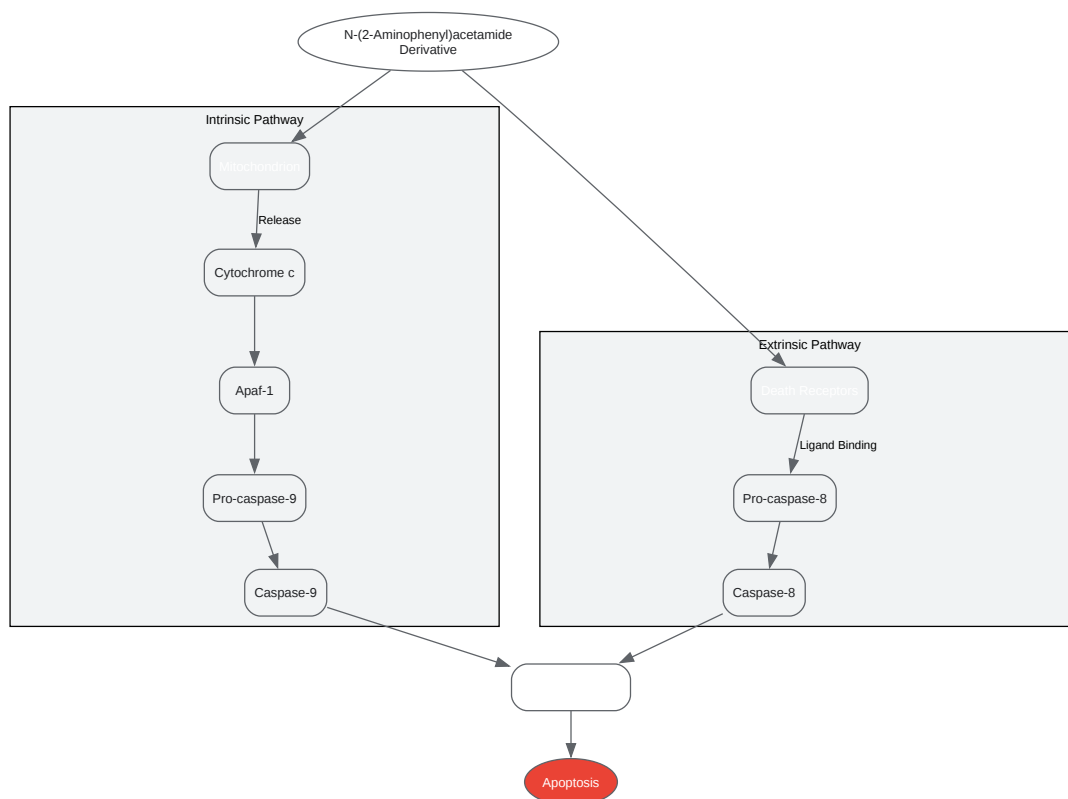 N-(2-Aminophenyl)acetamide
Derivative
Intrinsic Pathway
Mitochondrion
Release
Cytochrome c
Apaf-1
Pro-caspase-9
Caspase-9
Extrinsic Pathway
Death Receptors
Ligand Binding
Pro-caspase-8
Caspase-8
Apoptosis